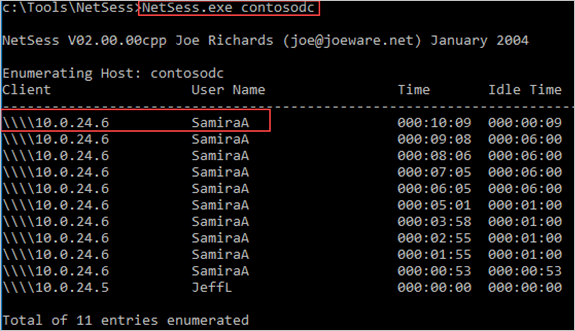 c:\Tools\NetSess>NetSess.exe contosodc
NetSess V02.00.00cpp Joe Richards (joe@joeware.net) January 2004
Enumerating Host: contosodc
Client User Name Time Idle Time
---------------------------------------------------------------------------
\\\\10.0.24.6 SamiraA 000:10:09 000:00:09
\\\\10.0.24.6 SamiraA 000:09:08 000:06:00
\\\\10.0.24.6 SamiraA 000:08:06 000:06:00
\\\\10.0.24.6 SamiraA 000:07:05 000:06:00
\\\\10.0.24.6 SamiraA 000:06:05 000:06:00
\\\\10.0.24.6 SamiraA 000:05:01 000:01:00
\\\\10.0.24.6 SamiraA 000:03:58 000:01:00
\\\\10.0.24.6 SamiraA 000:02:55 000:01:00
\\\\10.0.24.6 SamiraA 000:01:55 000:01:00
\\\\10.0.24.6 SamiraA 000:00:53 000:00:53
\\\\10.0.24.5 JeffL 000:00:00 000:00:00
Total of 11 entries enumerated